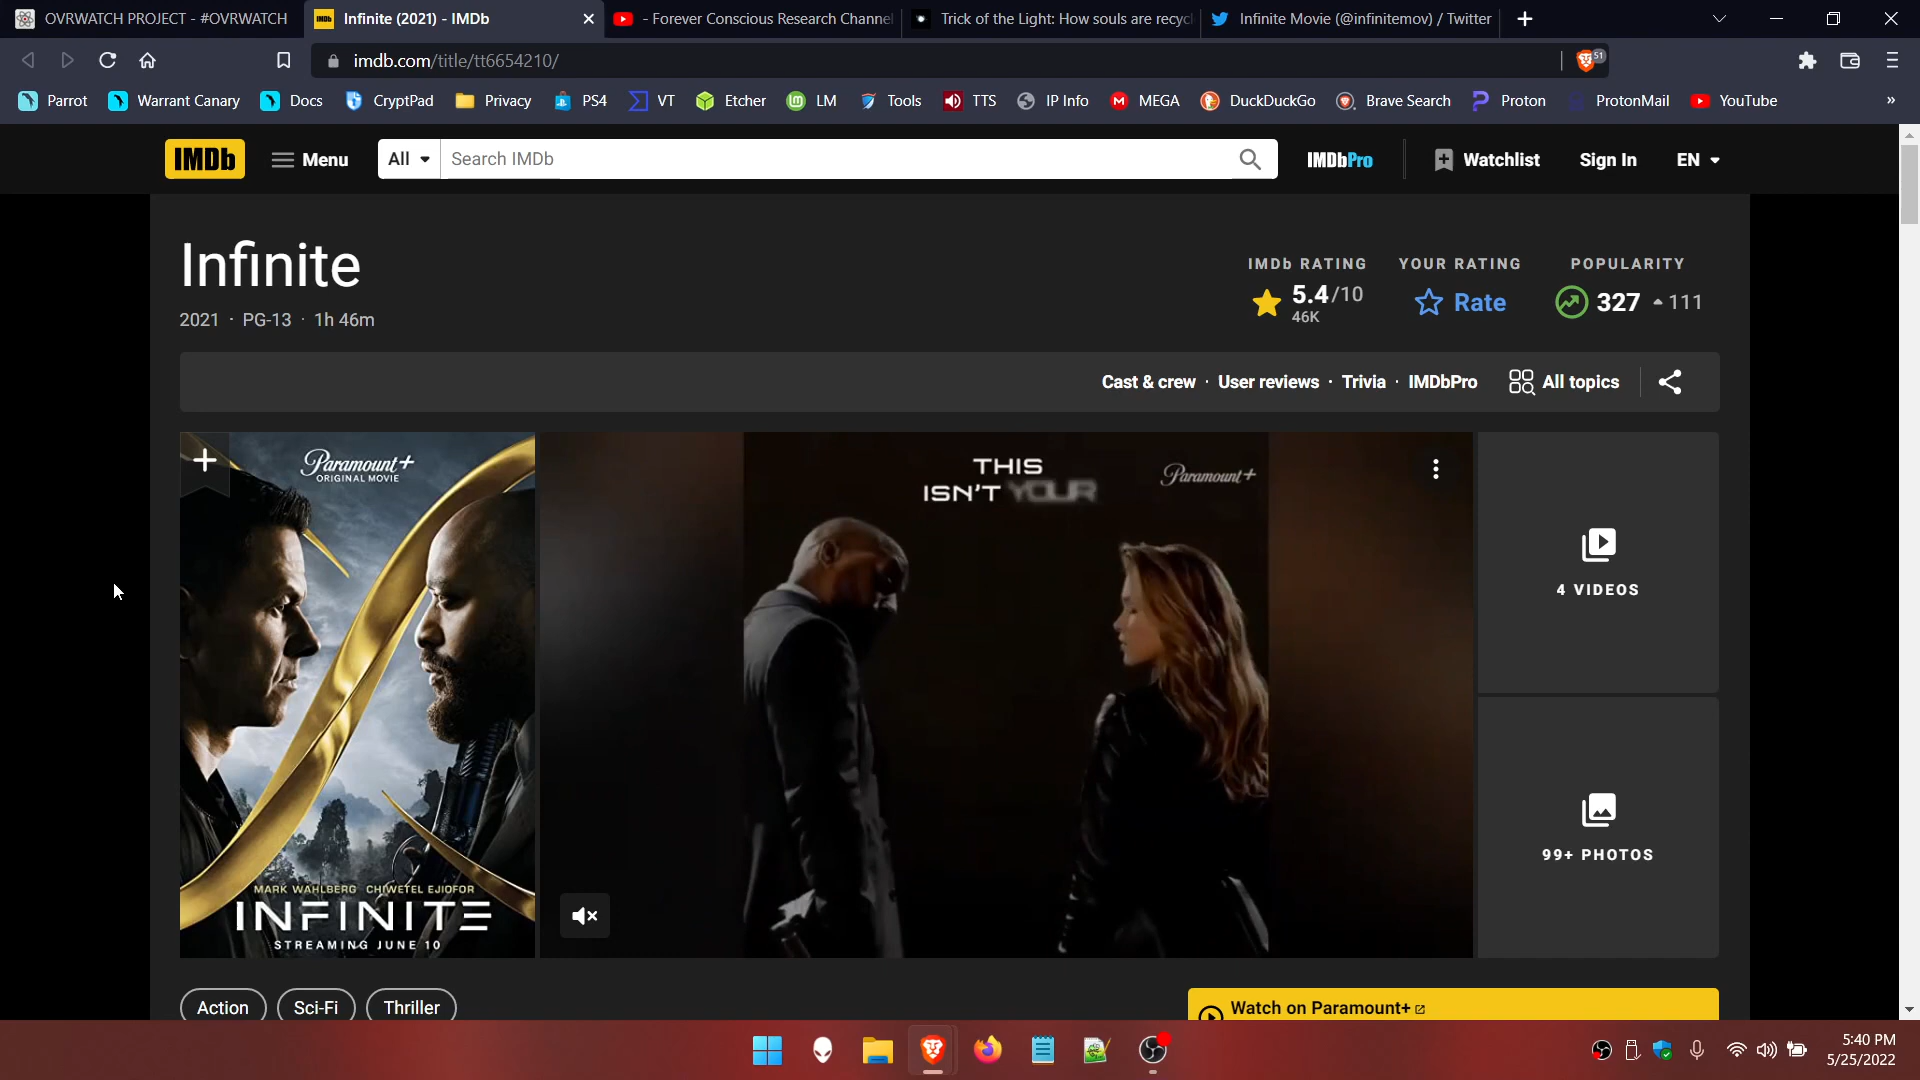 OVRWATCH PROJECT - #OVRWATCH
Infinite (2021) - IMDb
- Forever Conscious Research Channel
Trick of the Light: How souls are recycl
Infinite Movie (@infinitemov) / Twitter
imdb.com/title/tt6654210/
51
Parrot
Warrant Canary
Docs
CryptPad
Privacy
PS4
VT
Etcher
LM
Tools
TTS
IP Info
MEGA
DuckDuckGo
Brave Search
Proton
ProtonMail
YouTube
»
IMDb
Menu
All
Search IMDb
IMDbPro
Watchlist
Sign In
EN
Infinite
2021 · PG-13 · 1h 46m
IMDb RATING
5.4/10
46K
YOUR RATING
Rate
POPULARITY
327
111
Cast & crew · User reviews · Trivia · IMDbPro
All topics
Paramount+
ORIGINAL MOVIE
MARK WAHLBERG CHIWETEL EJIOFOR
INFINITE
STREAMING JUNE 10
THIS
ISN'T YOUR
Paramount+
4 VIDEOS
99+ PHOTOS
Action
Sci-Fi
Thriller
Watch on Paramount+
5:40 PM
5/25/2022